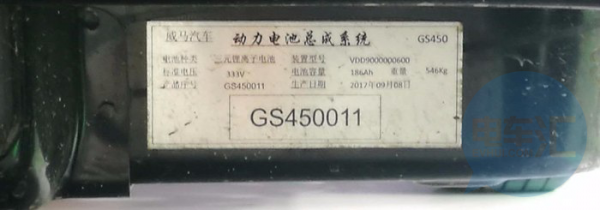 威马汽车 动力电池总成系统 GS450
电池种类 三元锂离子电池 装置型号 VDD9000000600
标准电压 333V 电池容量 186Ah 重量 546Kg
产品序号 GS450011 生产日期 2017年09月08日
GS450011